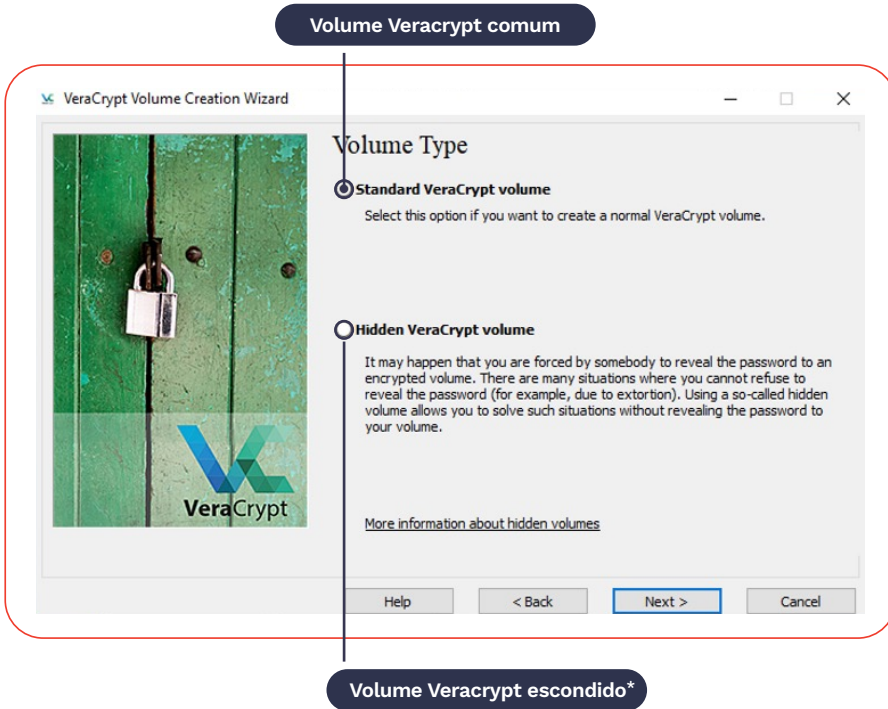 Volume Veracrypt comum
VeraCrypt Volume Creation Wizard
Volume Type
Standard VeraCrypt volume
Select this option if you want to create a normal VeraCrypt volume.
Hidden VeraCrypt volume
It may happen that you are forced by somebody to reveal the password to an
encrypted volume. There are many situations where you cannot refuse to
reveal the password (for example, due to extortion). Using a so-called hidden
volume allows you to solve such situations without revealing the password to
your volume.
VeraCrypt
More information about hidden volumes
Help
< Back
Next >
Cancel
Volume Veracrypt escondido*